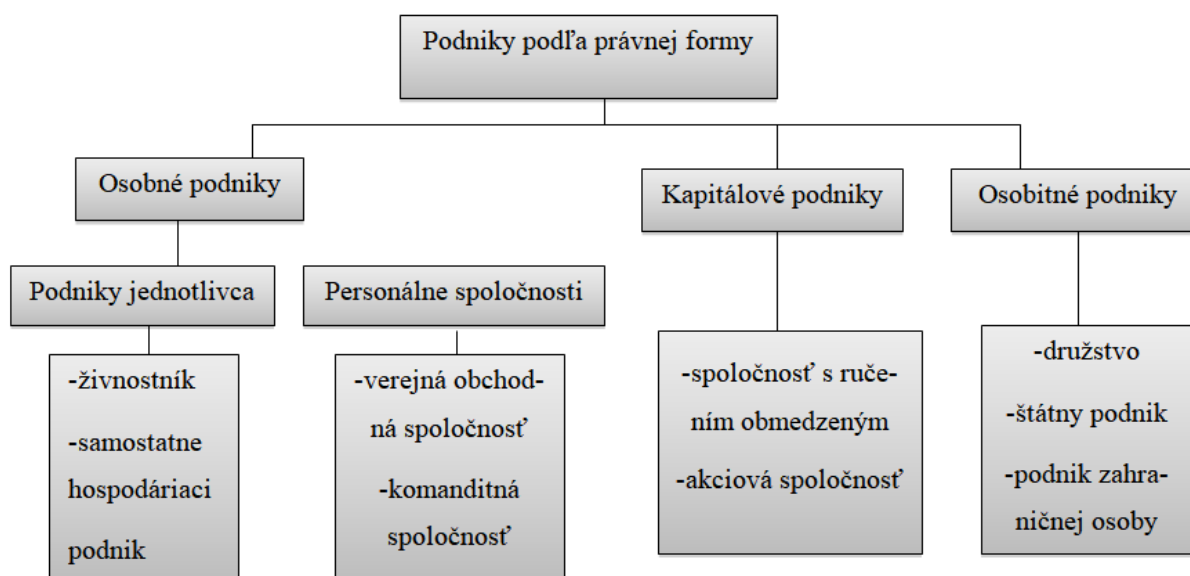 Podniky podľa právnej formy
Osobné podniky
Kapitálové podniky
Osobitné podniky
Podniky jednotlivca
Personálne spoločnosti
-živnostník
-samostatne
hospodáriaci
podnik
-verejná obchod-
ná spoločnosť
-komanditná
spoločnosť
-spoločnosť s ruče-
ním obmedzeným
-akciová spoločnosť
-družstvo
-štátny podnik
-podnik zahra-
ničnej osoby